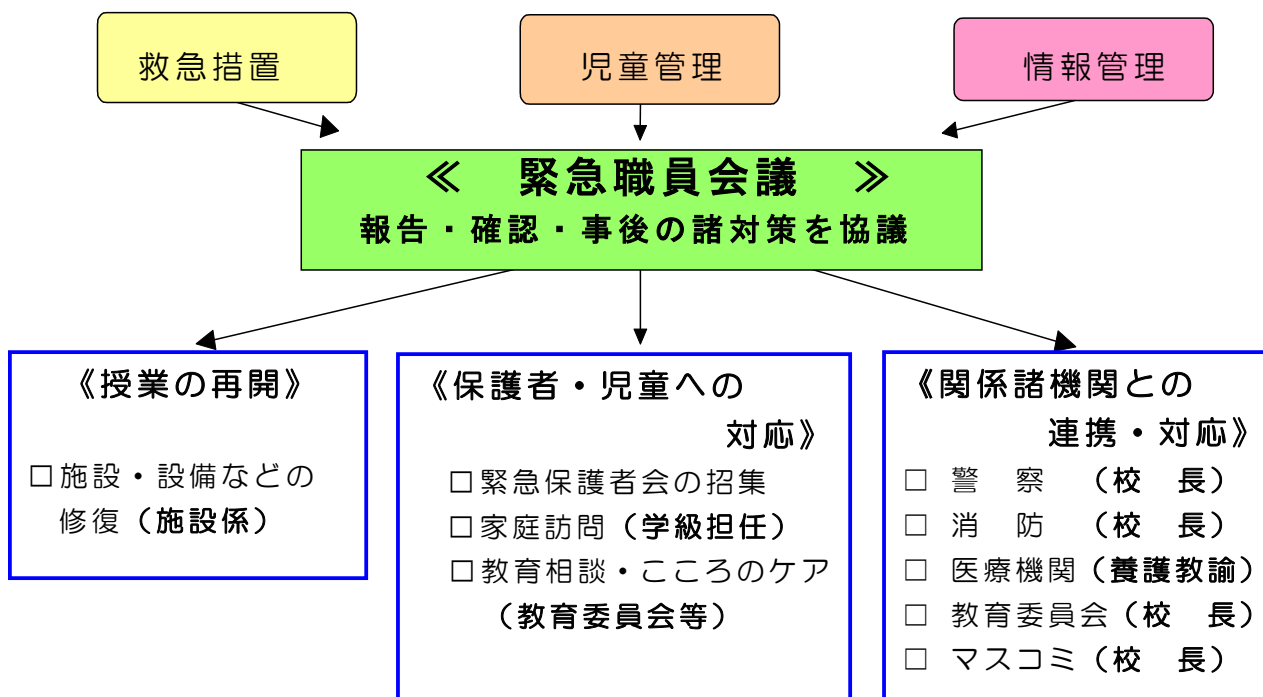 救急措置
児童管理
情報管理
≪　緊急職員会議　≫
報告・確認・事後の諸対策を協議
《授業の再開》
□施設・設備などの
修復（施設係）
《保護者・児童への
対応》
□緊急保護者会の招集
□家庭訪問（学級担任）
□教育相談・こころのケア
（教育委員会等）
《関係諸機関との
連携・対応》
□ 警　察　（校　長）
□ 消　防　（校　長）
□ 医療機関（養護教諭）
□ 教育委員会（校　長）
□ マスコミ（校　長）